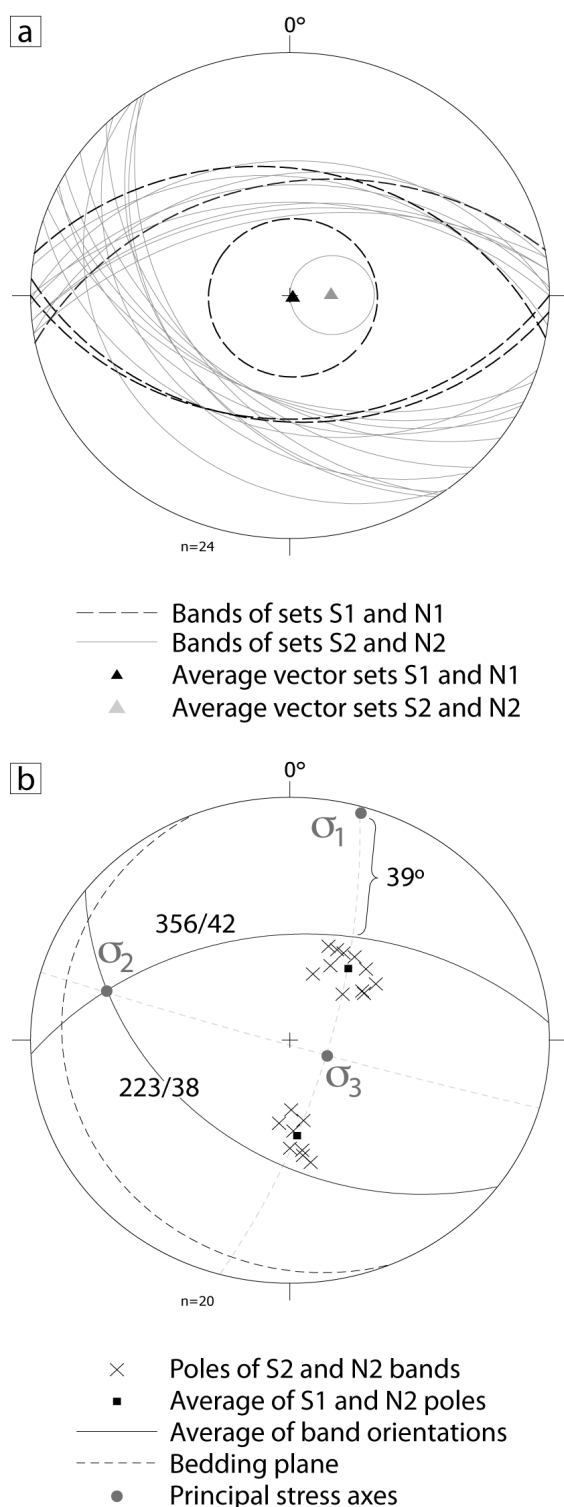 a
0°
n=24
Bands of sets S1 and N1
Bands of sets S2 and N2
Average vector sets S1 and N1
Average vector sets S2 and N2
b
0°
σ1
39º
356/42
σ2
σ3
223/38
n=20
Poles of S2 and N2 bands
Average of S1 and N2 poles
Average of band orientations
Bedding plane
Principal stress axes